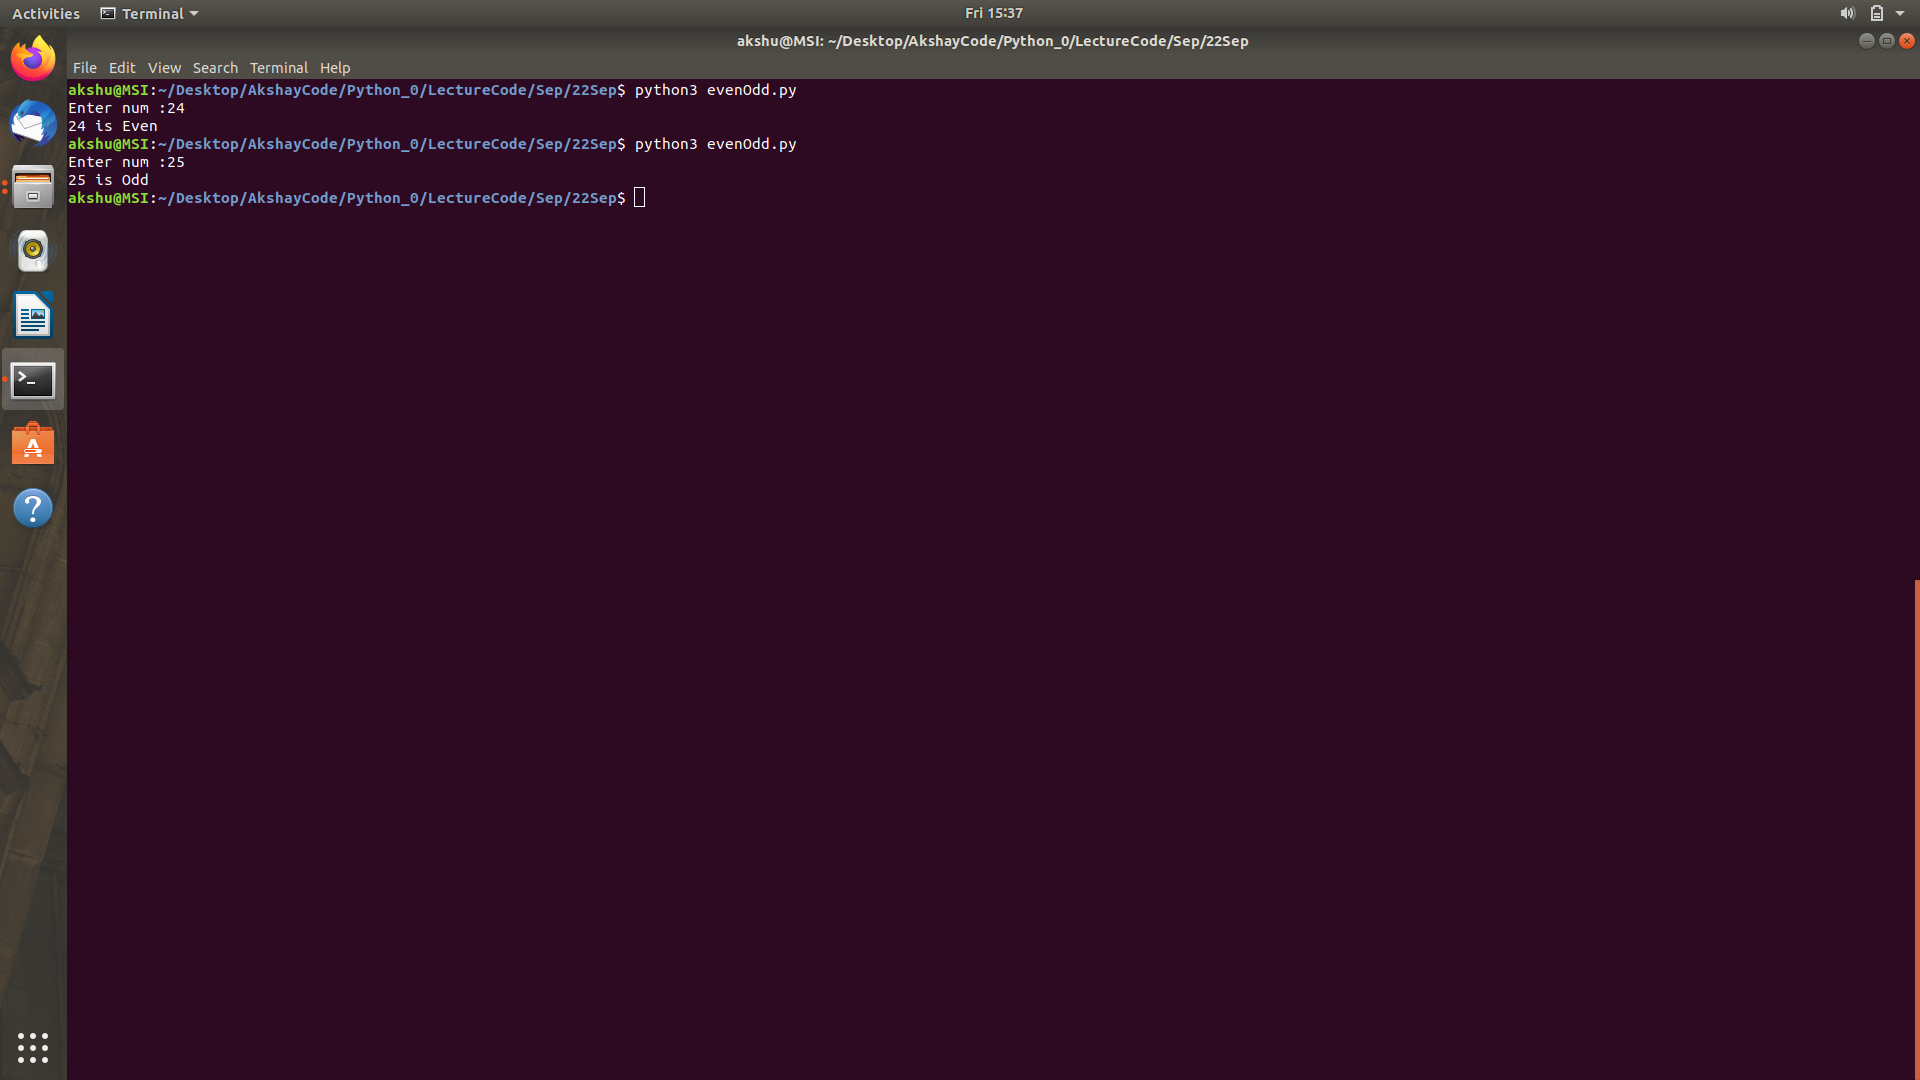 Activities Terminal Fri 15:37
akshu@MSI: ~/Desktop/AkshayCode/Python_0/LectureCode/Sep/22Sep
File Edit View Search Terminal Help
akshu@MSI:~/Desktop/AkshayCode/Python_0/LectureCode/Sep/22Sep$ python3 evenOdd.py
Enter num :24
24 is Even
akshu@MSI:~/Desktop/AkshayCode/Python_0/LectureCode/Sep/22Sep$ python3 evenOdd.py
Enter num :25
25 is Odd
akshu@MSI:~/Desktop/AkshayCode/Python_0/LectureCode/Sep/22Sep$